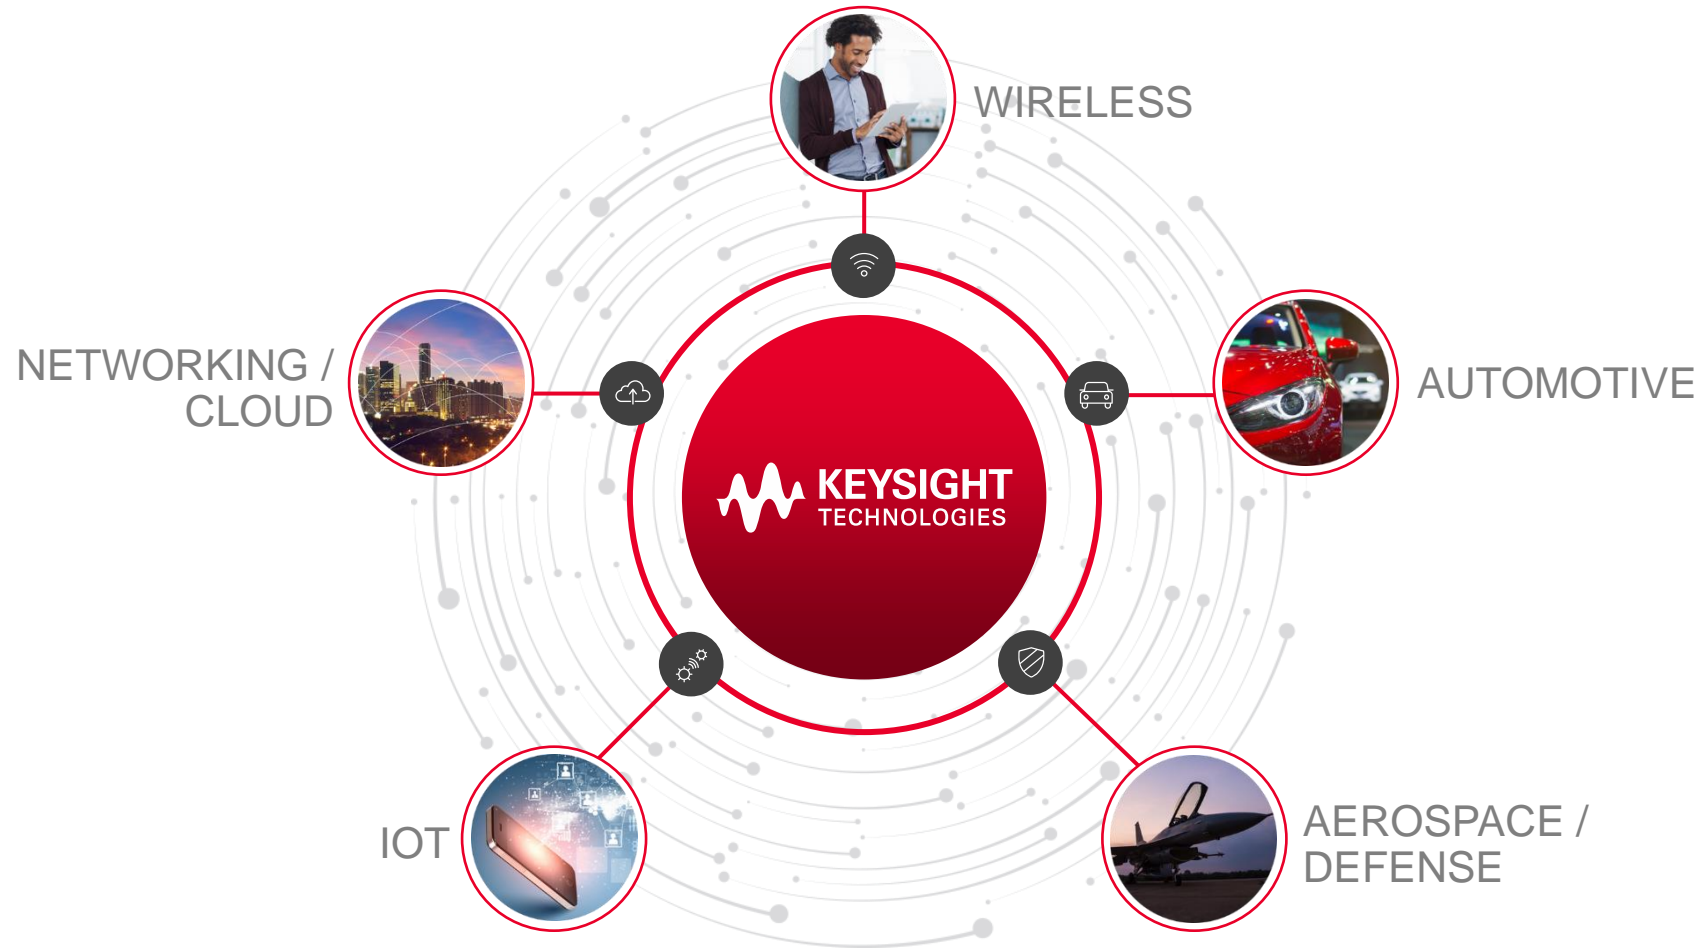 WIRELESS
NETWORKING /
CLOUD
AUTOMOTIVE
KEYSIGHT
TECHNOLOGIES
IOT
AEROSPACE /
DEFENSE